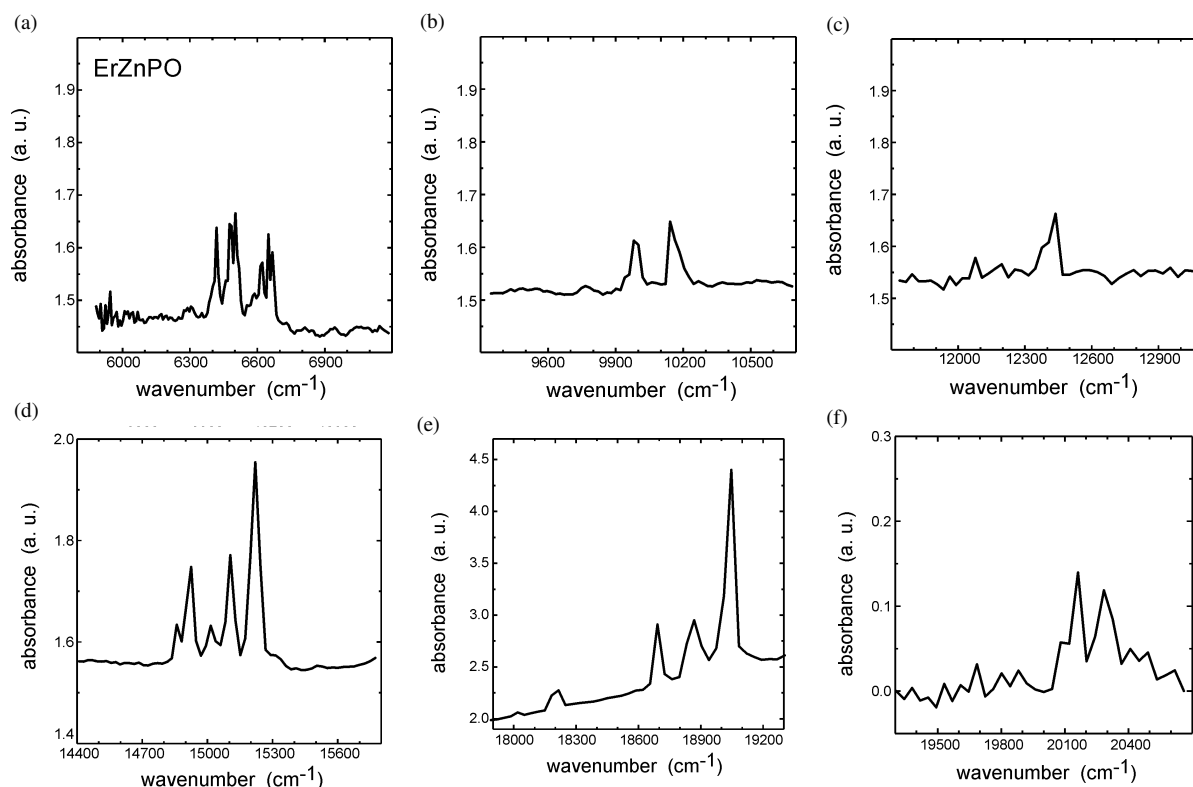 (a)
ErZnPO
absorbance (a. u.)
1.9
1.8
1.7
1.6
1.5
6000 6300 6600 6900
wavenumber (cm-1)
(b)
absorbance (a. u.)
1.9
1.8
1.7
1.6
1.5
9600 9900 10200 10500
wavenumber (cm-1)
(c)
absorbance (a. u.)
1.9
1.8
1.7
1.6
1.5
12000 12300 12600 12900
wavenumber (cm-1)
(d)
absorbance (a. u.)
2.0
1.8
1.6
1.4
14400 14700 15000 15300 15600
wavenumber (cm-1)
(e)
absorbance (a. u.)
4.5
4.0
3.5
3.0
2.5
2.0
18000 18300 18600 18900 19200
wavenumber (cm-1)
(f)
absorbance (a. u.)
0.3
0.2
0.1
0.0
19500 19800 20100 20400
wavenumber (cm-1)